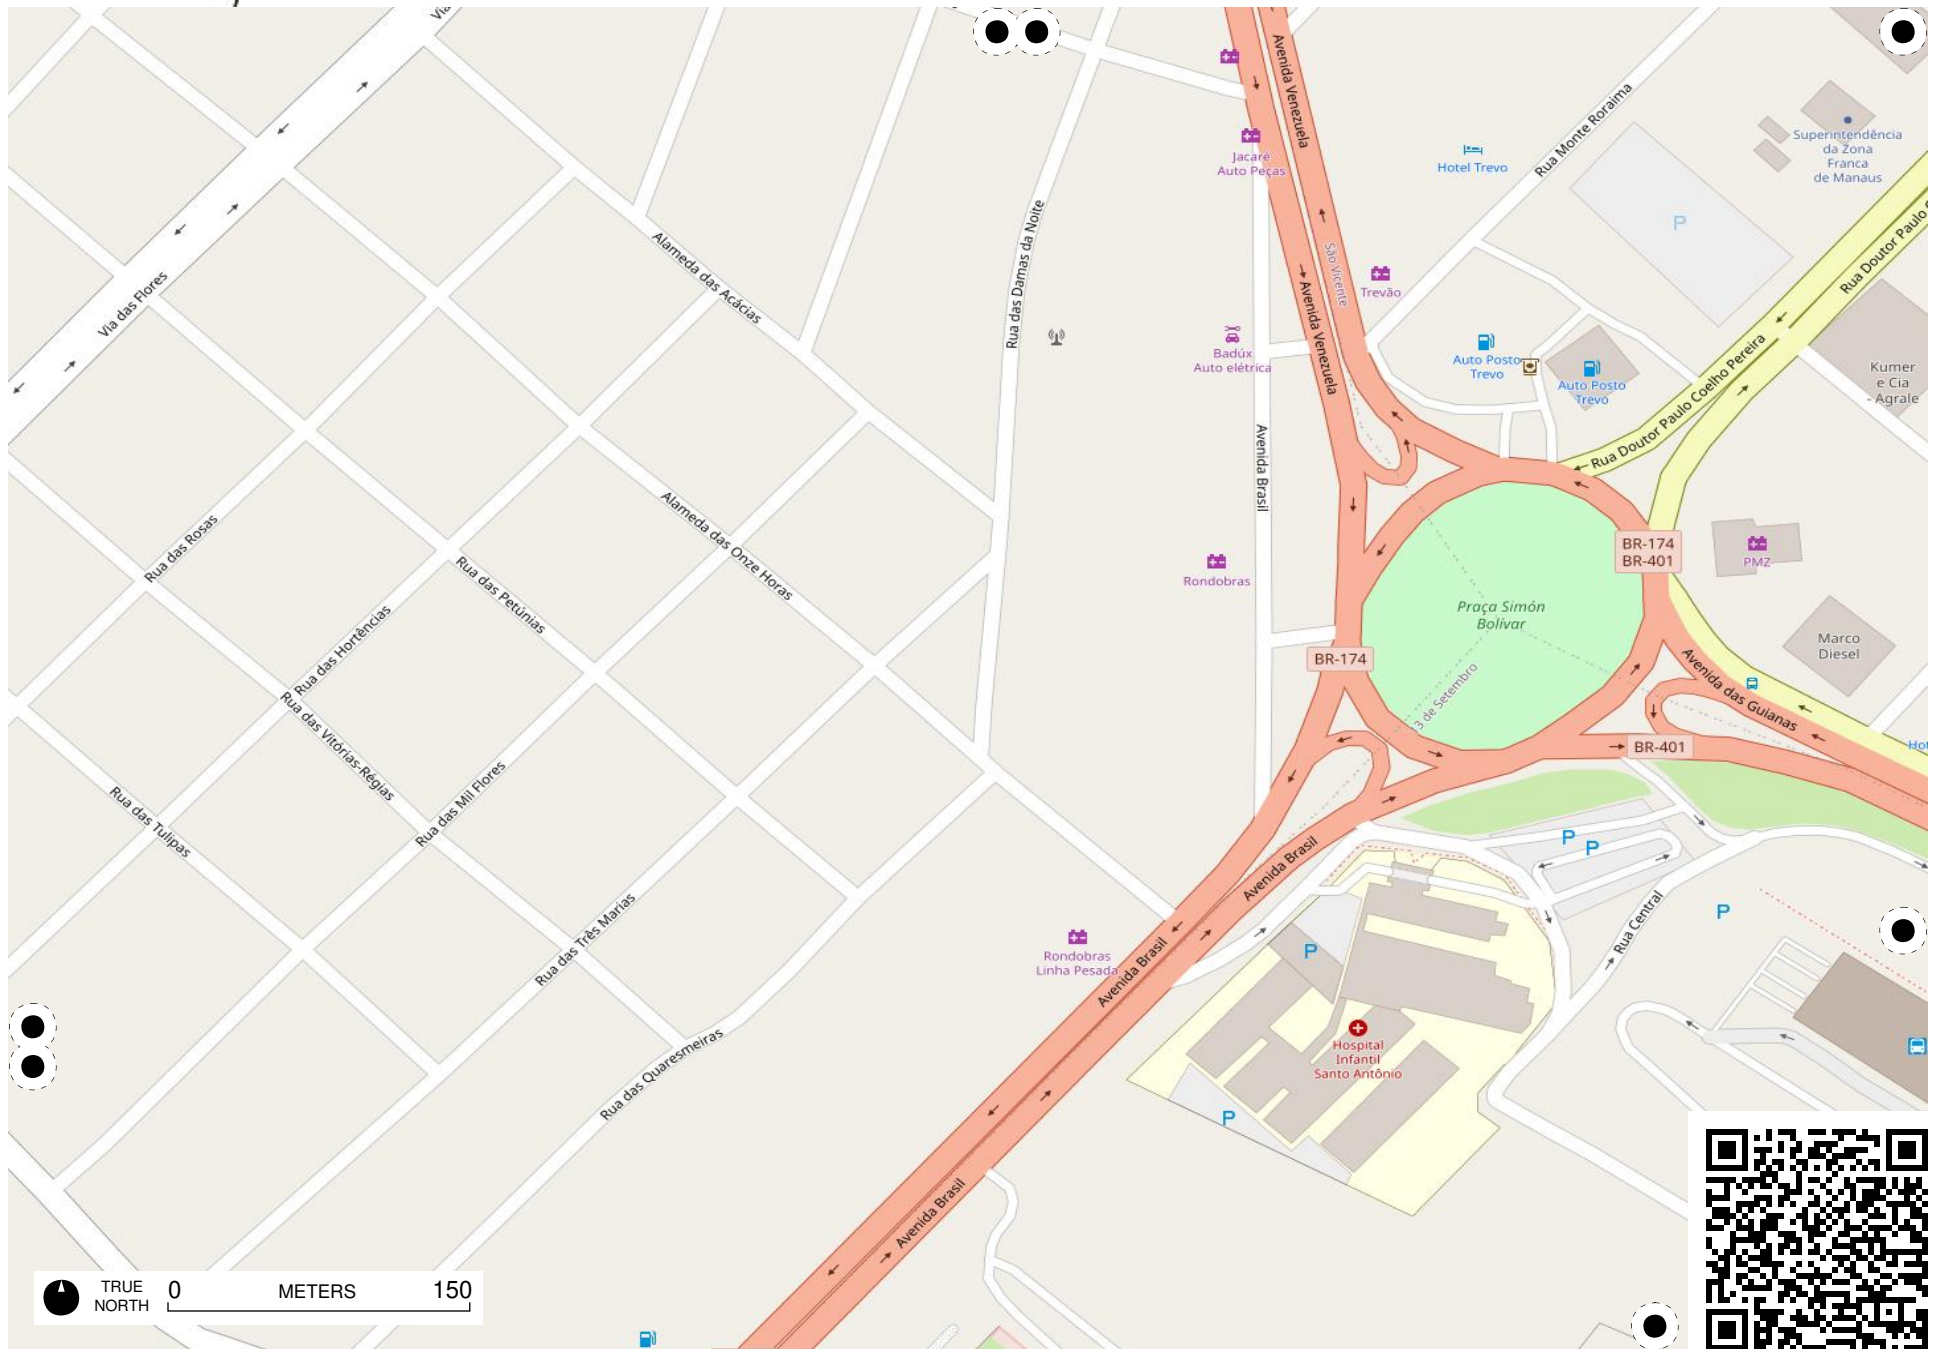 Avenida Venezuela
Rua Monte Roraima
Superintendência
da Zona
Franca
de Manaus
Jacaré
Auto Peças
Hotel Trevo
P
Rua Doutor Paulo
Rua das Damas da Noite
Alameda das Acácias
São Vicente
Trevão
Via das Flores
Avenida Venezuela
Badúx
Auto elétrica
Auto Posto
Trevo
Auto Posto
Trevo
Rua Doutor Paulo Coelho Pereira
Kumer
e Cia
- Agrale
Avenida Brasil
Alameda das Onze Horas
Rua das Rosas
Rua das Petúnias
Rondobras
BR-174
BR-401
PMZ
Praça Simón
Bolívar
Rua das Hortências
Marco
Diesel
BR-174
Avenida das Guianas
13 de Setembro
Rua das Vitórias-Régias
BR-401
Rua das Tulipas
Rua das Mil Flores
P
P
Avenida Brasil
Rua Central
P
Rua das Três Marias
Rondobras
Linha Pesada
Avenida Brasil
P
Hospital
Infantil
Santo Antônio
Rua das Quaresmeiras
P
Avenida Brasil
TRUE
NORTH
0 METERS 150